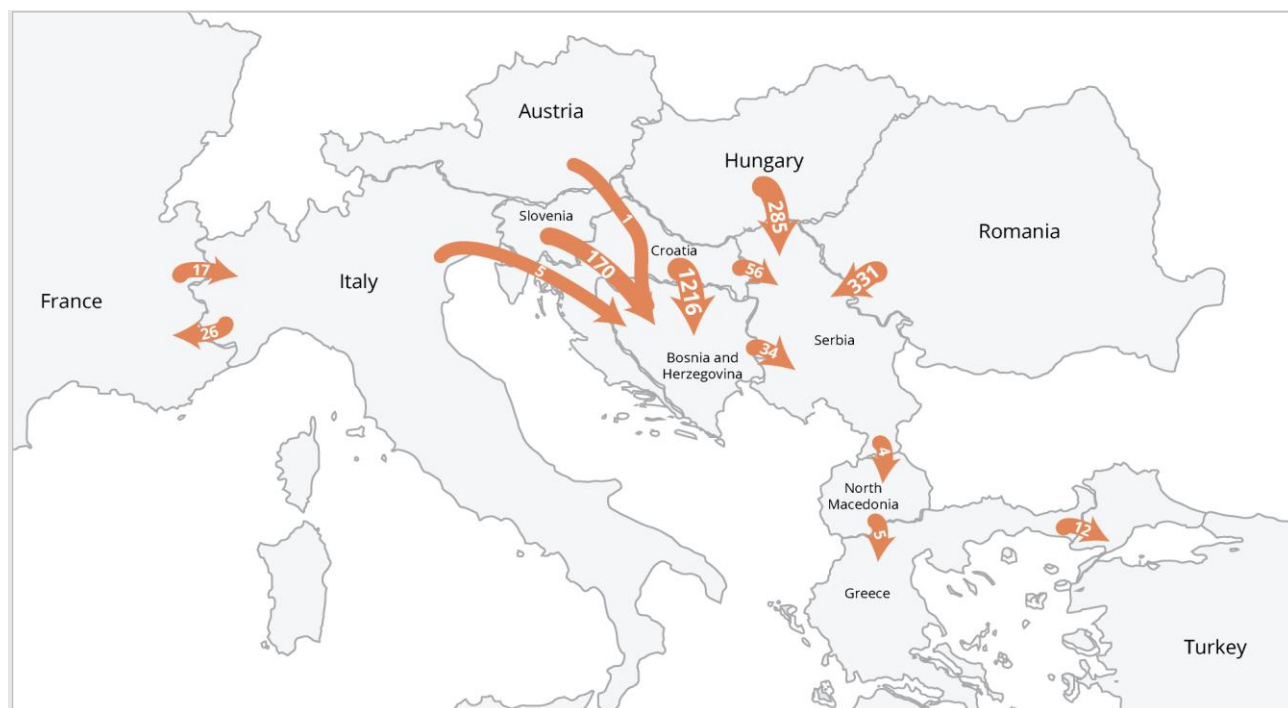 Austria
Hungary
Romania
Slovenia
Croatia
Italy
France
Serbia
Bosnia and
Herzegovina
North
Macedonia
Greece
Turkey
1
285
170
5
56
1216
331
17
26
34
4
5
12